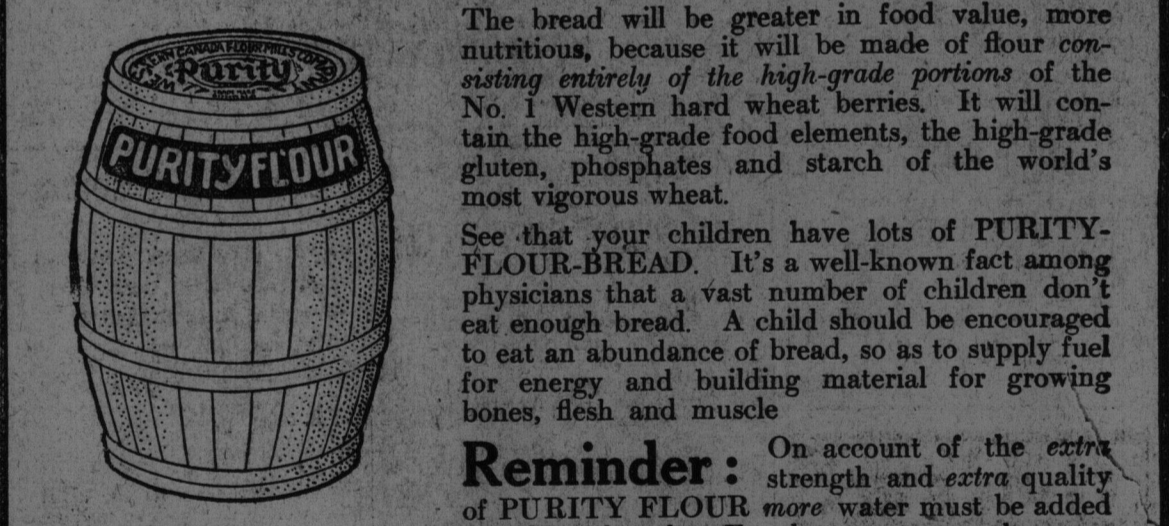 WESTERN CANADA FLOUR MILLS COMPANY
Purity
PURITY FLOUR
The bread will be greater in food value, more
nutritious, because it will be made of flour con-
sisting entirely of the high-grade portions of the
No. 1 Western hard wheat berries. It will con-
tain the high-grade food elements, the high-grade
gluten, phosphates and starch of the world's
most vigorous wheat.
See that your children have lots of PURITY-
FLOUR-BREAD. It's a well-known fact among
physicians that a vast number of children don't
eat enough bread. A child should be encouraged
to eat an abundance of bread, so as to supply fuel
for energy and building material for growing
bones, flesh and muscle
Reminder: On account of the extra
strength and extra quality
of PURITY FLOUR more water must be added